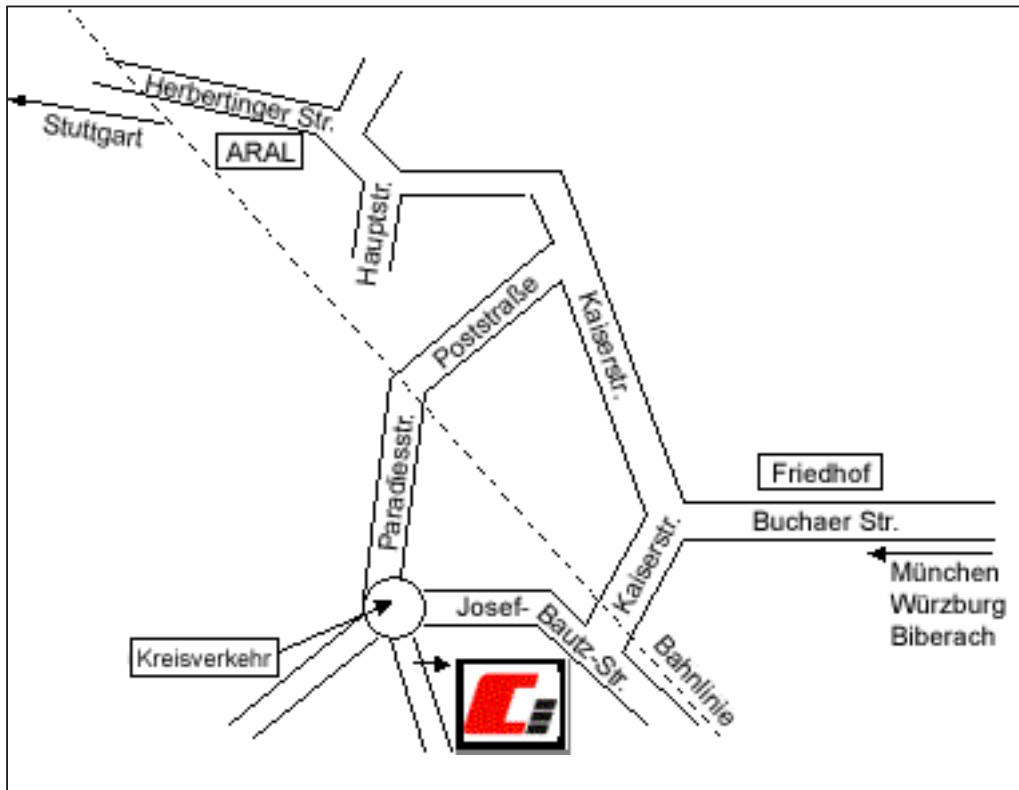 Herbertinger Str.
Stuttgart
ARAL
Hauptstr.
Poststraße
Kaiserstr.
Paradiesstr.
Friedhof
Buchaer Str.
Kaiserstr.
München
Würzburg
Biberach
Josef-
Bautz-Str.
Kreisverkehr
Bahnlinie